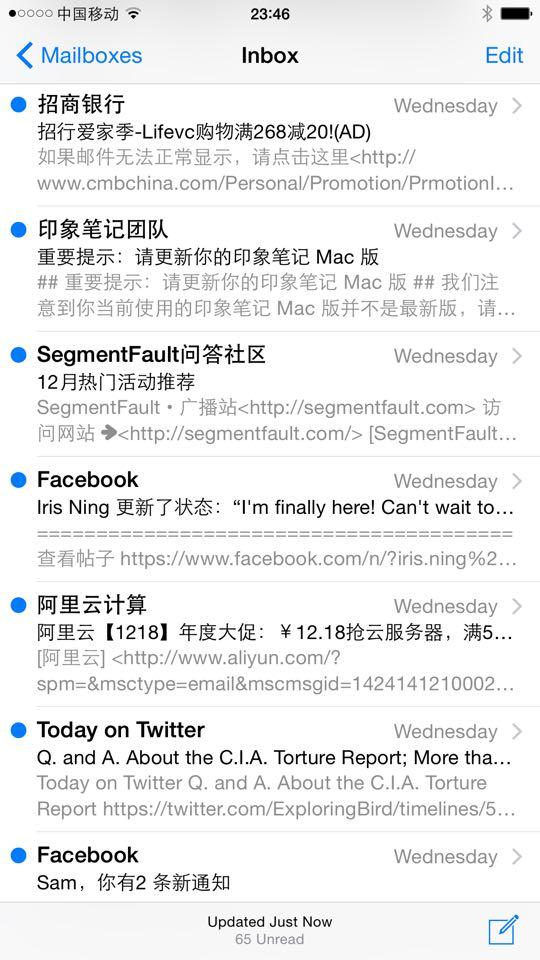 中国移动 23:46
Mailboxes Inbox Edit
招商银行 Wednesday
招行爱家季-Lifevc购物满268减20!(AD)
如果邮件无法正常显示，请点击这里<http://
www.cmbchina.com/Personal/Promotion/PrmotionI…
印象笔记团队 Wednesday
重要提示：请更新你的印象笔记 Mac 版
## 重要提示：请更新你的印象笔记 Mac 版 ## 我们注
意到你当前使用的印象笔记 Mac 版并不是最新版，请…
SegmentFault问答社区 Wednesday
12月热门活动推荐
SegmentFault • 广播站<http://segmentfault.com> 访
问网站 ➔<http://segmentfault.com/> [SegmentFault…
Facebook Wednesday
Iris Ning 更新了状态：“I'm finally here! Can't wait to…
========================================
查看帖子 https://www.facebook.com/n/?iris.ning%2…
阿里云计算 Wednesday
阿里云【1218】年度大促：￥12.18抢云服务器，满5…
[阿里云] <http://www.aliyun.com/?
spm=&msctype=email&mscmsgid=1424141210002…
Today on Twitter Wednesday
Q. and A. About the C.I.A. Torture Report; More tha…
Today on Twitter Q. and A. About the C.I.A. Torture
Report https://twitter.com/ExploringBird/timelines/5…
Facebook Wednesday
Sam，你有2 条新通知
Updated Just Now
65 Unread